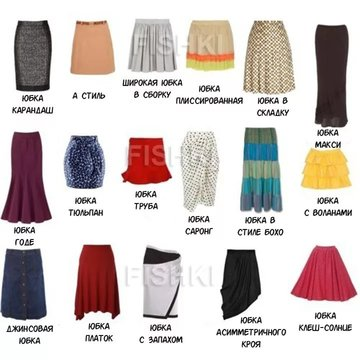 FISHKI
ЮБКА
КАРАНДАШ
А СТИЛЬ
ШИРОКАЯ ЮБКА
В СБОРКУ
ЮБКА
ПЛИССИРОВАННАЯ
ЮБКА В
СКЛАДКУ
ЮБКА
МАКСИ
FISHKI
ЮБКА
ГОДЕ
ЮБКА
ТЮЛЬПАН
ЮБКА
ТРУБА
ЮБКА
САРОНГ
ЮБКА В
СТИЛЕ БОХО
ЮБКА
С ВОЛАНАМИ
FISHKI
ДЖИНСОВАЯ
ЮБКА
ЮБКА
ПЛАТОК
ЮБКА
С ЗАПАХОМ
ЮБКА
АСИММЕТРИЧНОГО
КРОЯ
ЮБКА
КЛЕШ-СОЛНЦЕ